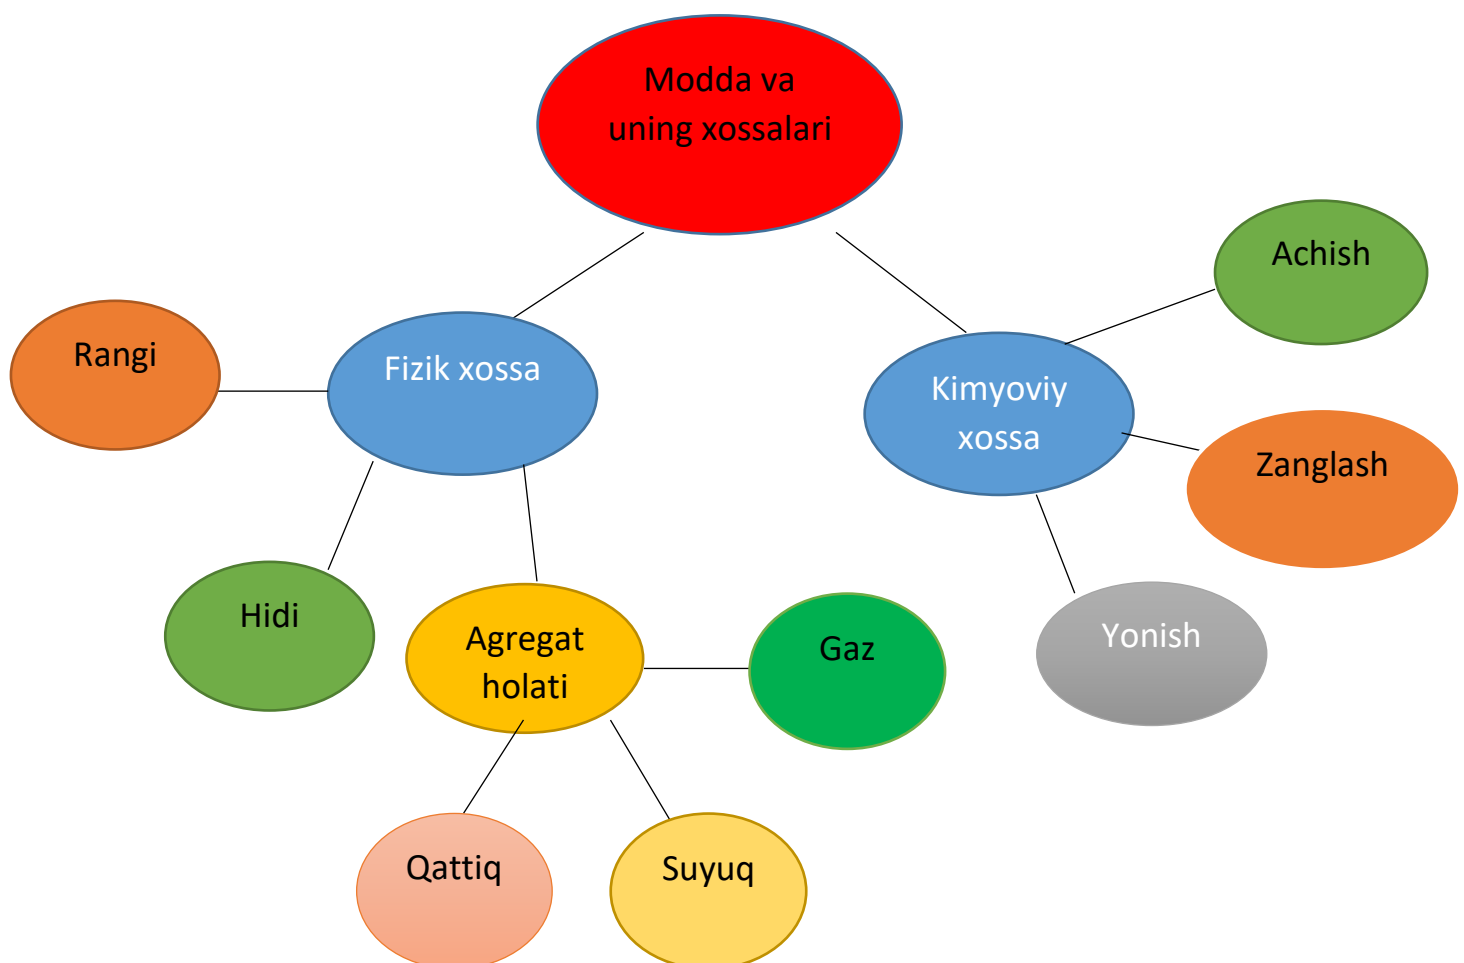 Modda va
uning xossalari
Achish
Rangi
Fizik xossa
Kimyoviy
xossa
Zanglash
Hidi
Agregat
holati
Gaz
Yonish
Qattiq
Suyuq